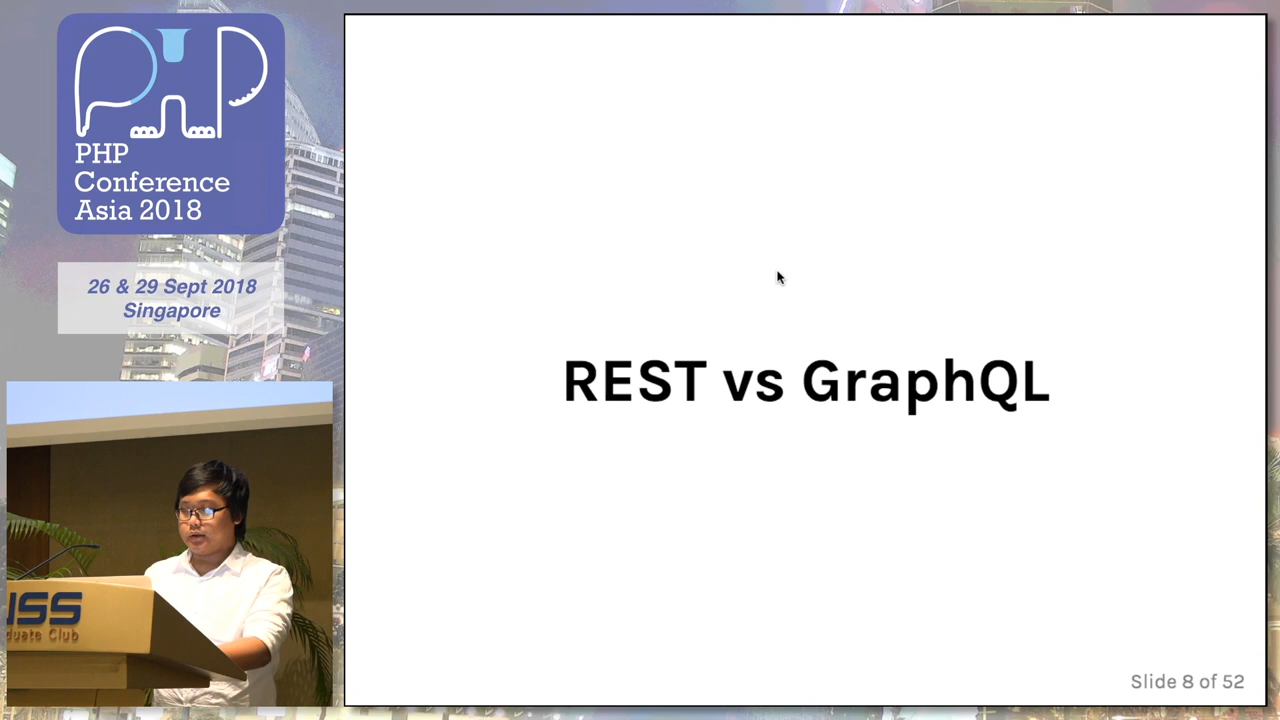 PHP
PHP
Conference
Asia 2018
26 & 29 Sept 2018
Singapore
REST vs GraphQL
ISS
duate Club
Slide 8 of 52